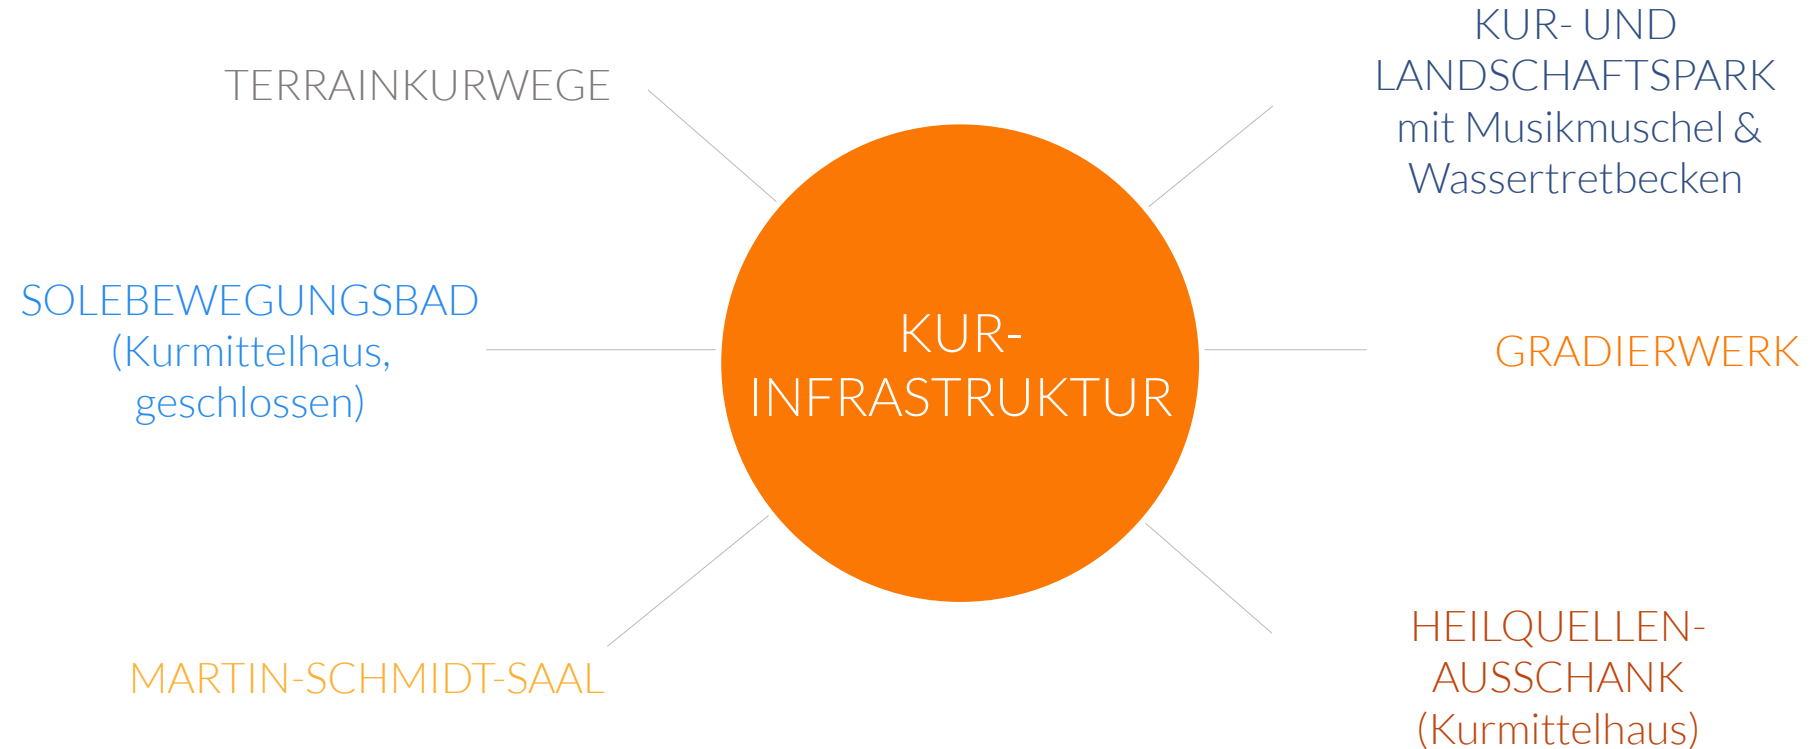 TERRAINKURWEGE
KUR- UND
LANDSCHAFTSPARK
mit Musikmuschel &
Wassertretbecken
SOLEBEWEGUNGSBAD
(Kurmittelhaus,
geschlossen)
KUR-
INFRASTRUKTUR
GRADIERWERK
MARTIN-SCHMIDT-SAAL
HEILQUELLEN-
AUSSCHANK
(Kurmittelhaus)